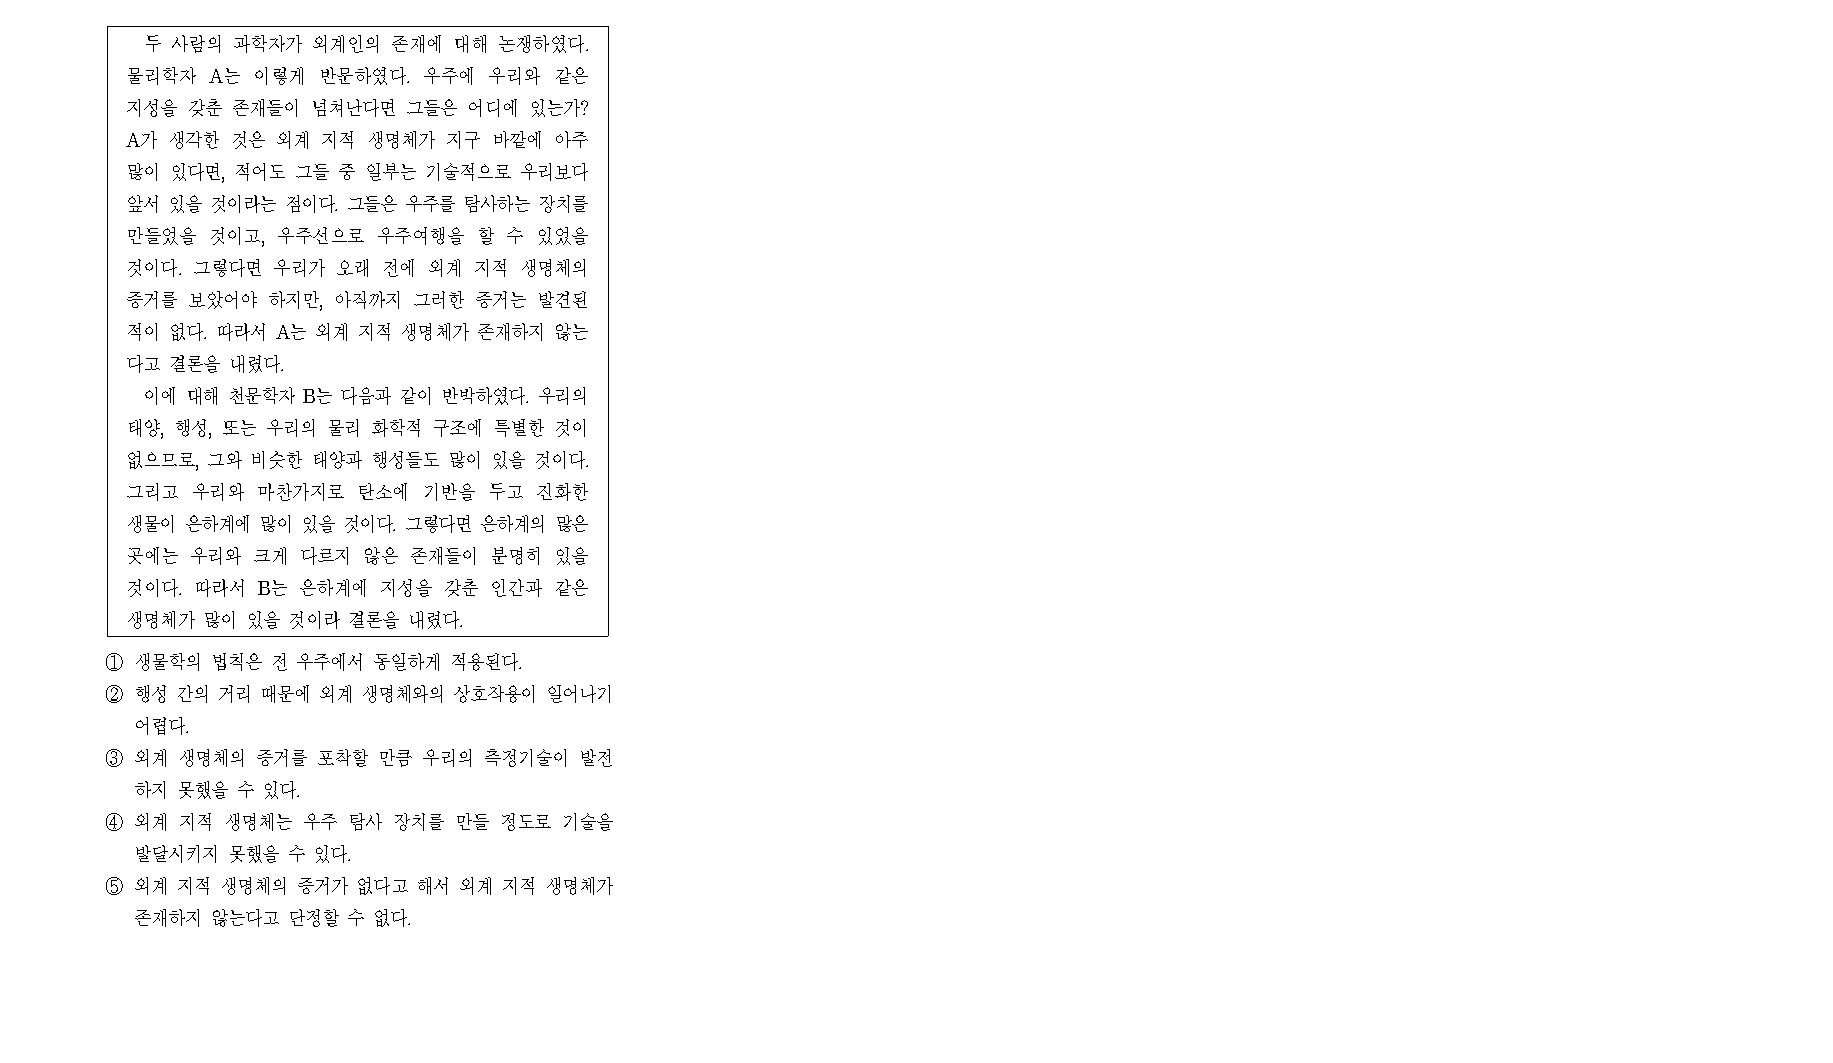 두 사람의 과학자가 외계인의 존재에 대해 논쟁하였다.
물리학자 A는 이렇게 반문하였다. 우주에 우리와 같은
지성을 갖춘 존재들이 넘쳐난다면 그들은 어디에 있는가?
A가 생각한 것은 외계 지적 생명체가 지구 바깥에 아주
많이 있다면, 적어도 그들 중 일부는 기술적으로 우리보다
앞서 있을 것이라는 점이다. 그들은 우주를 탐사하는 장치를
만들었을 것이고, 우주선으로 우주여행을 할 수 있었을
것이다. 그렇다면 우리가 오래 전에 외계 지적 생명체의
증거를 보았어야 하지만, 아직까지 그러한 증거는 발견된
적이 없다. 따라서 A는 외계 지적 생명체가 존재하지 않는
다고 결론을 내렸다.
이에 대해 천문학자 B는 다음과 같이 반박하였다. 우리의
태양, 행성, 또는 우리의 물리 화학적 구조에 특별한 것이
없으므로, 그와 비슷한 태양과 행성들도 많이 있을 것이다.
그리고 우리와 마찬가지로 탄소에 기반을 두고 진화한
생물이 은하계에 많이 있을 것이다. 그렇다면 은하계의 많은
곳에는 우리와 크게 다르지 않은 존재들이 분명히 있을
것이다. 따라서 B는 은하계에 지성을 갖춘 인간과 같은
생명체가 많이 있을 것이라 결론을 내렸다.
① 생물학의 법칙은 전 우주에서 동일하게 적용된다.
② 행성 간의 거리 때문에 외계 생명체와의 상호작용이 일어나기
어렵다.
③ 외계 생명체의 증거를 포착할 만큼 우리의 측정기술이 발전
하지 못했을 수 있다.
④ 외계 지적 생명체는 우주 탐사 장치를 만들 정도로 기술을
발달시키지 못했을 수 있다.
⑤ 외계 지적 생명체의 증거가 없다고 해서 외계 지적 생명체가
존재하지 않는다고 단정할 수 없다.